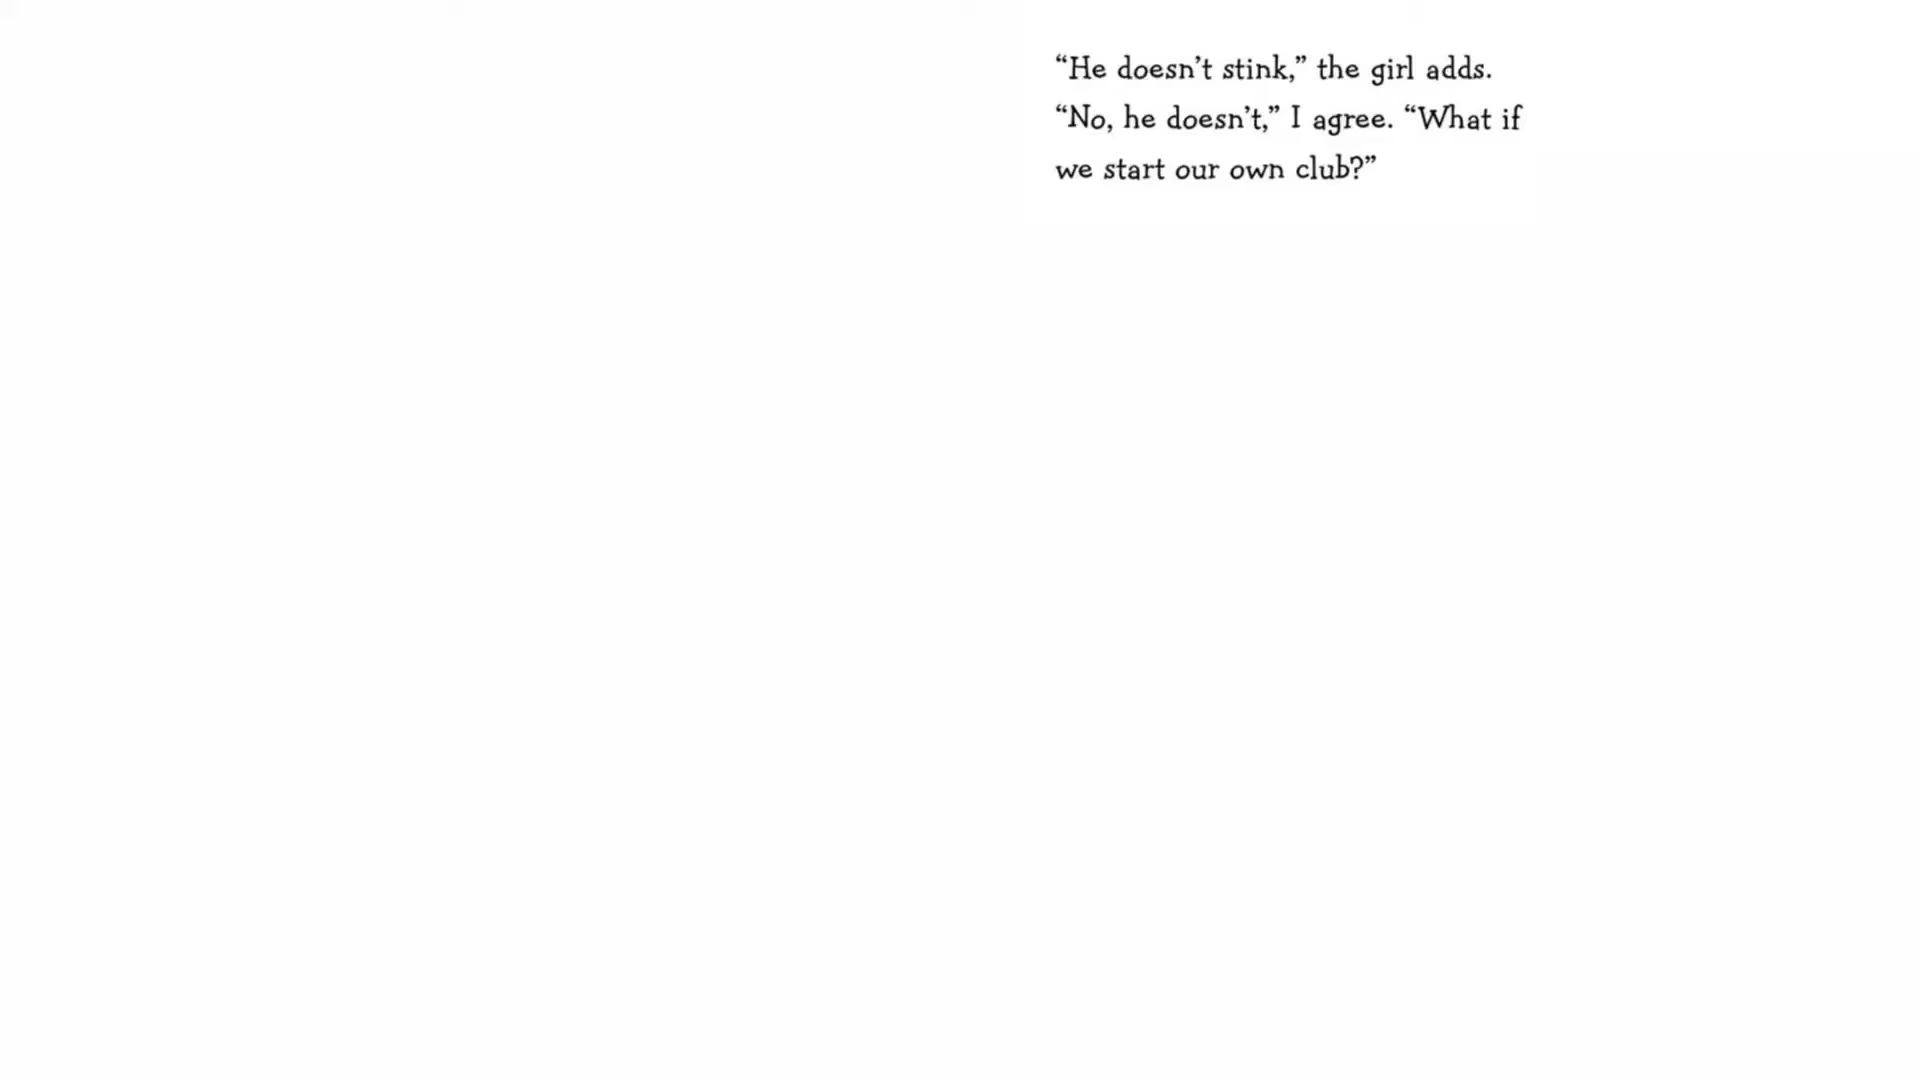 “He doesn’t stink,” the girl adds.
“No, he doesn’t,” I agree. “What if
we start our own club?”